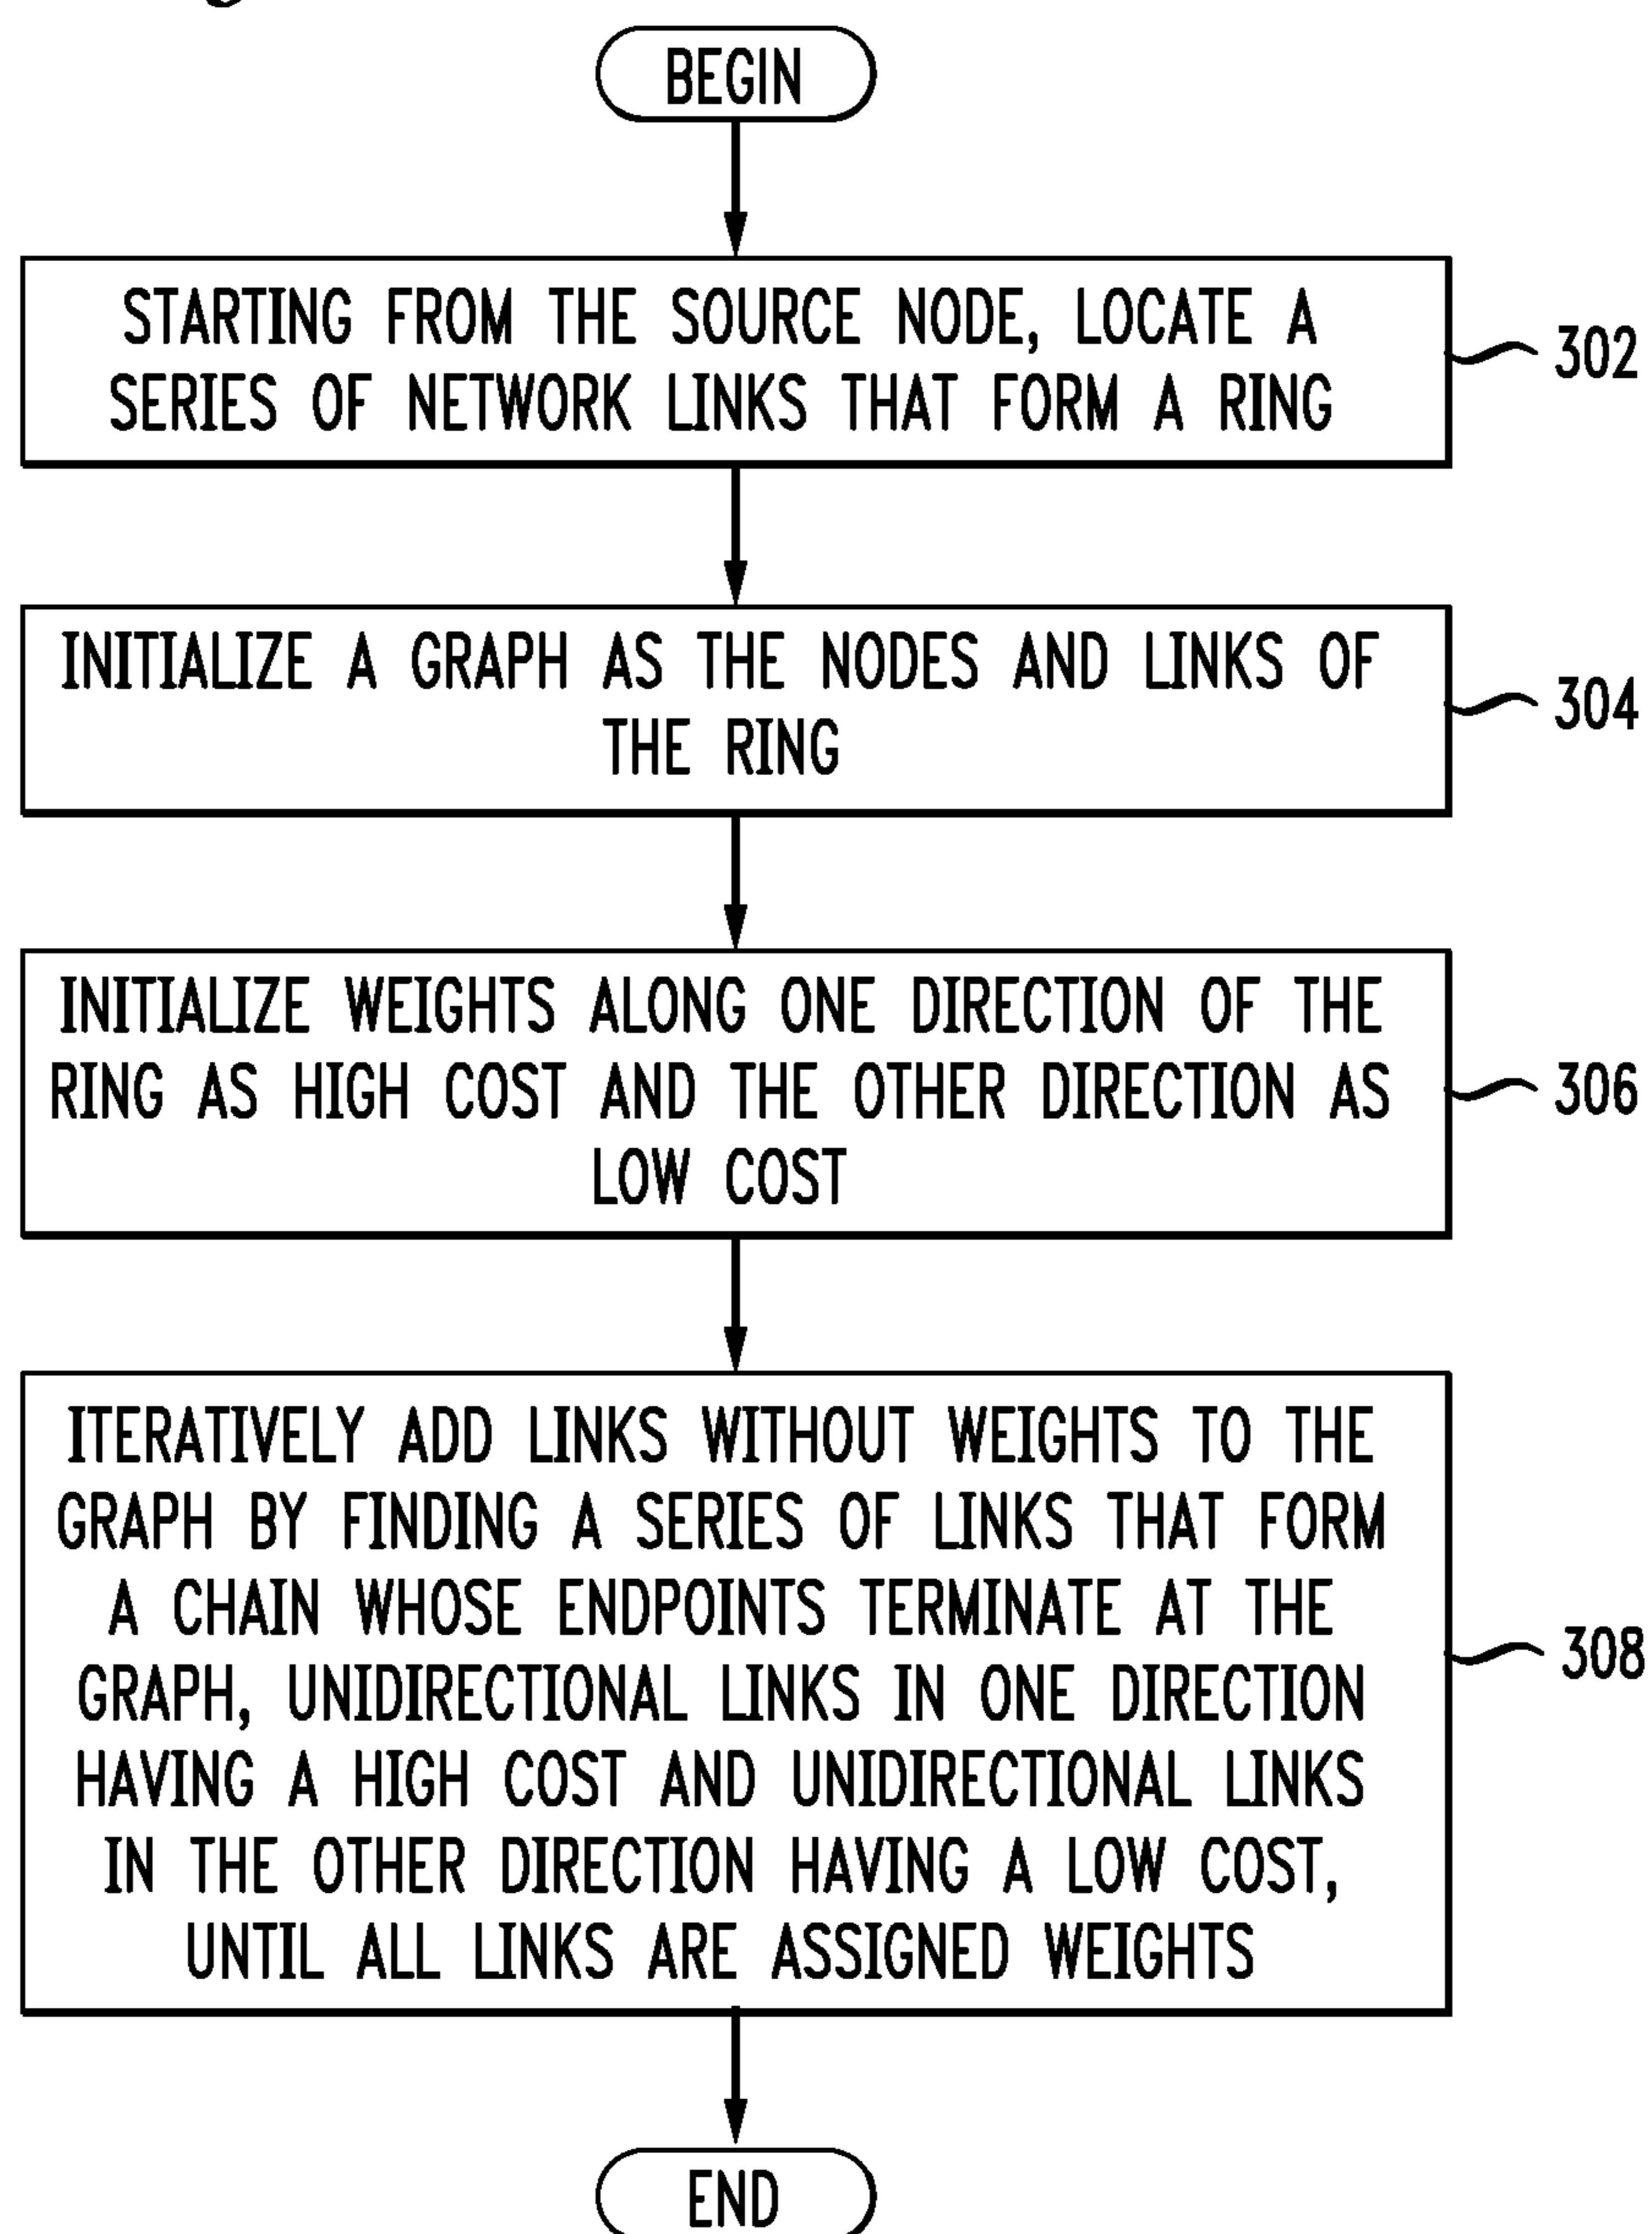 BEGIN
STARTING FROM THE SOURCE NODE, LOCATE A
SERIES OF NETWORK LINKS THAT FORM A RING
302
INITIALIZE A GRAPH AS THE NODES AND LINKS OF
THE RING
304
INITIALIZE WEIGHTS ALONG ONE DIRECTION OF THE
RING AS HIGH COST AND THE OTHER DIRECTION AS
LOW COST
306
ITERATIVELY ADD LINKS WITHOUT WEIGHTS TO THE
GRAPH BY FINDING A SERIES OF LINKS THAT FORM
A CHAIN WHOSE ENDPOINTS TERMINATE AT THE
GRAPH, UNIDIRECTIONAL LINKS IN ONE DIRECTION
HAVING A HIGH COST AND UNIDIRECTIONAL LINKS
IN THE OTHER DIRECTION HAVING A LOW COST,
UNTIL ALL LINKS ARE ASSIGNED WEIGHTS
308
END